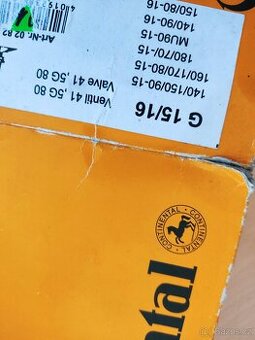 G 15/16
140/150/90-15
160/170/80-15
180/70-15
MU90-15
140/90-16
150/80-16
Ventil 41,5G 80
Valve 41,5G 80
Art-Nr. 02 82
CONTINENTAL
CONTINENTAL
ntal